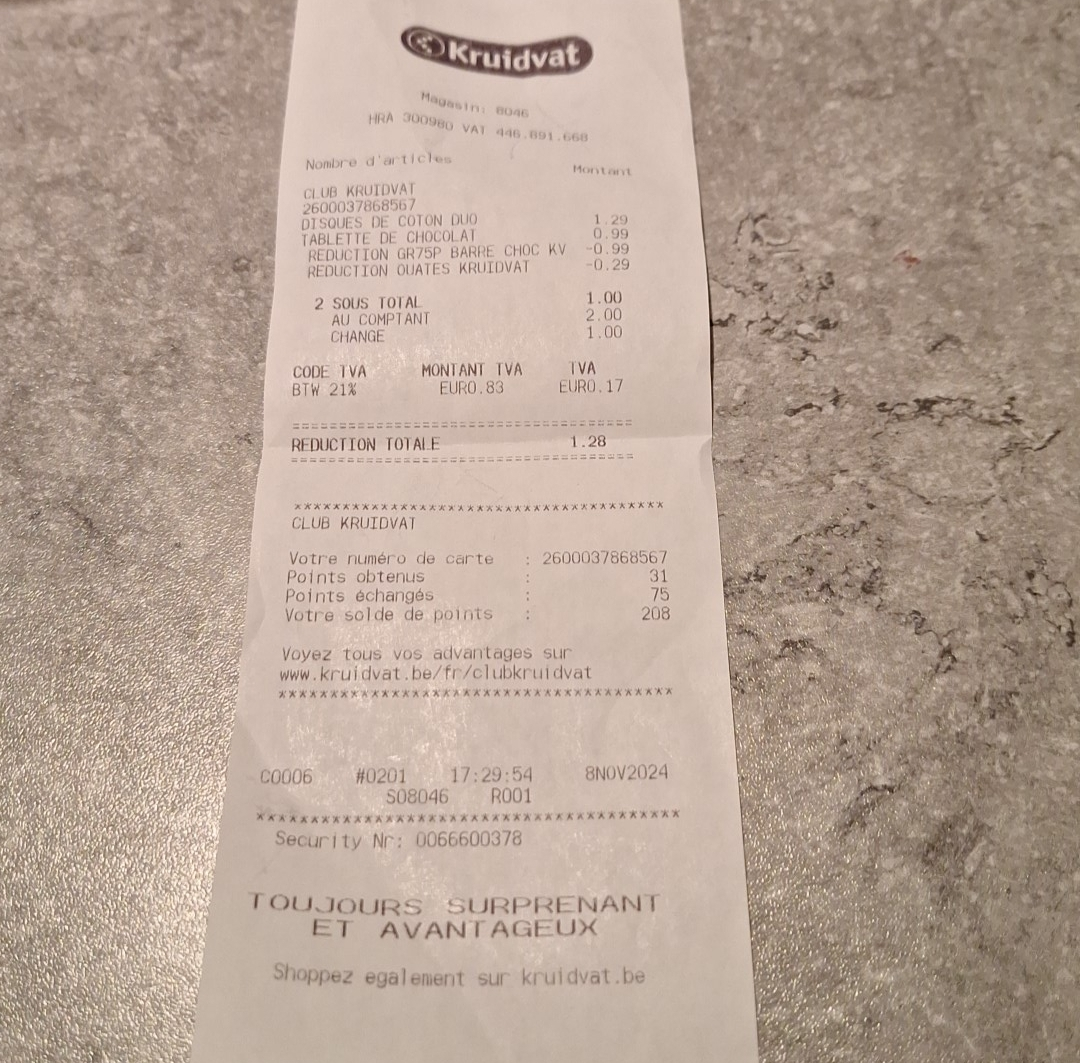 Kruidvat
Magasin: 8046
HRA 300980 VAT 446.891.668
Nombre d'articles Montant
CLUB KRUIDVAT
2600037868567
DISQUES DE COTON DUO 1.29
TABLETTE DE CHOCOLAT 0.99
REDUCTION GR75P BARRE CHOC KV -0.99
REDUCTION OUATES KRUIDVAT -0.29
2 SOUS TOTAL 1.00
AU COMPTANT 2.00
CHANGE 1.00
CODE TVA MONTANT TVA TVA
BTW 21% EURO.83 EURO.17
====================================
REDUCTION TOTALE 1.28
====================================
****************************************
CLUB KRUIDVAT
Votre numéro de carte : 2600037868567
Points obtenus : 31
Points échangés : 75
Votre solde de points : 208
Voyez tous vos advantages sur
www.kruidvat.be/fr/clubkruidvat
****************************************
C0006 #0201 17:29:54 8NOV2024
S08046 R001
****************************************
Security Nr: 0066600378
TOUJOURS SURPRENANT
ET AVANTAGEUX
Shoppez egalement sur kruidvat.be